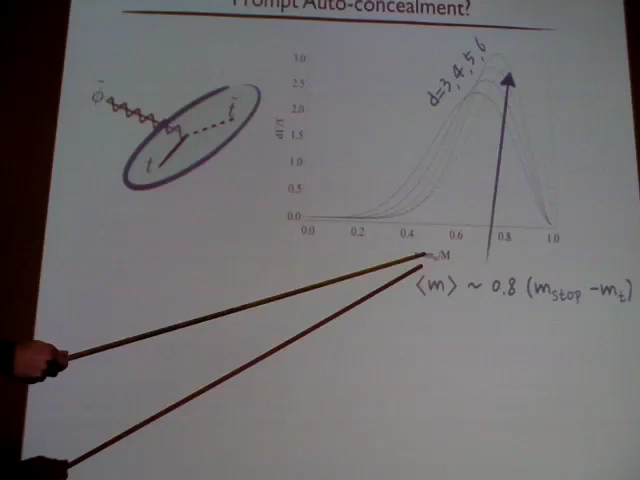 Prompt Auto-concealment?
d=3,4,5,6
3.0
2.5
2.0
1.5
1.0
0.5
0.0
0.0 0.2 0.4 0.6 0.8 1.0
dΓ/Γ
/M
ϕ̃
t̃
t
⟨m⟩ ~ 0.8 (m_stop - m_t)